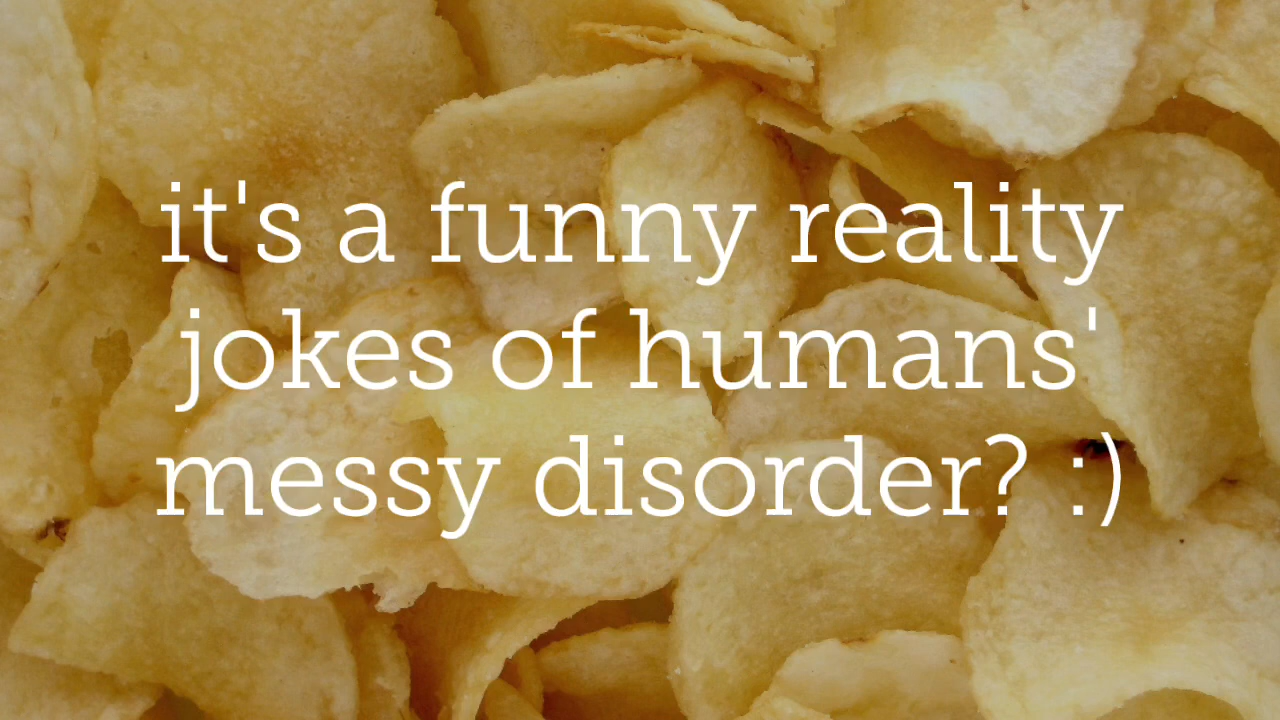 it's a funny reality
jokes of humans'
messy disorder? :)